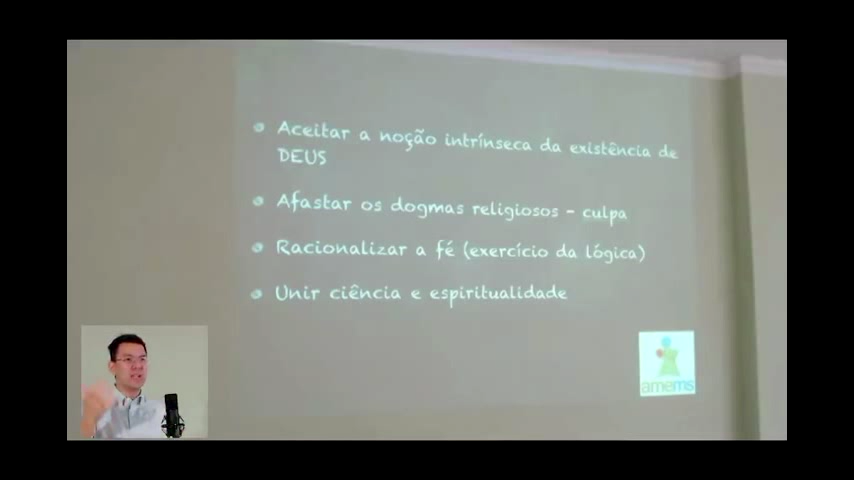 Aceitar a noção intrínseca da existência de
DEUS
Afastar os dogmas religiosos - culpa
Racionalizar a fé (exercício da lógica)
Unir ciência e espiritualidade
amems